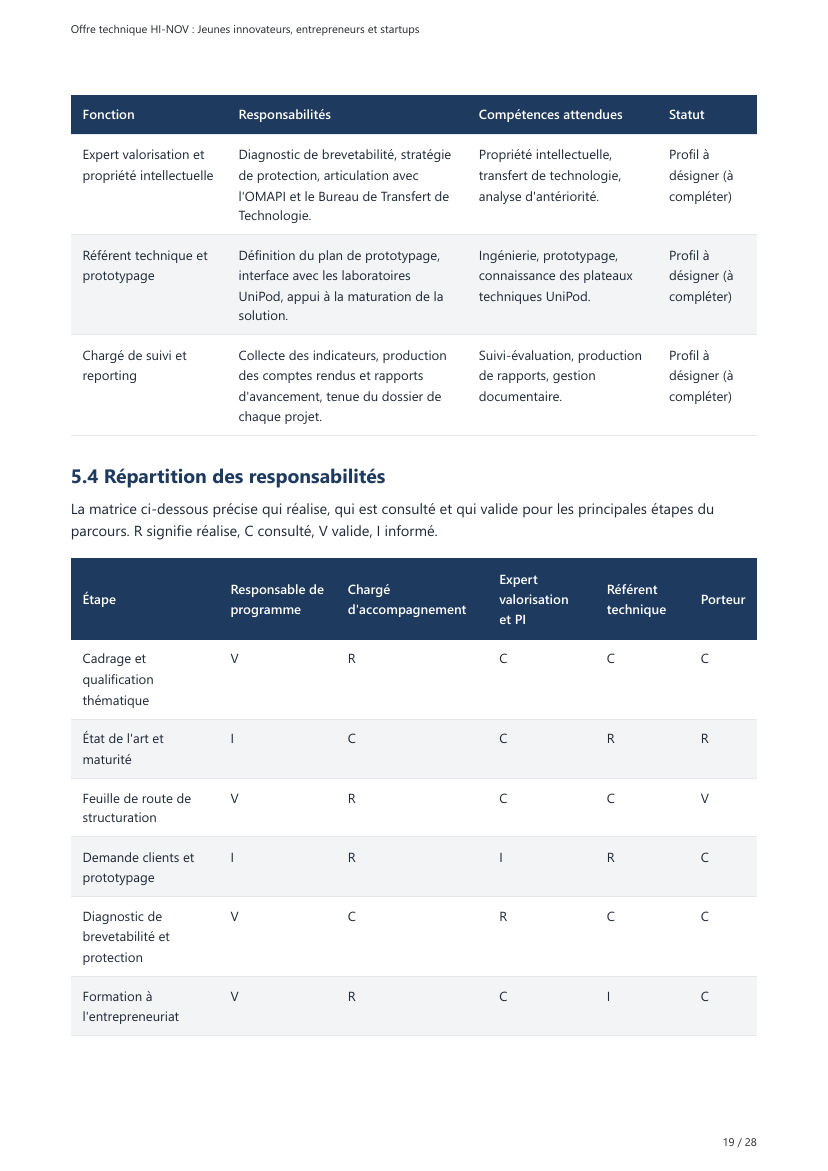 Offre technique HI-NOV : Jeunes innovateurs, entrepreneurs et startups
Fonction Responsabilités Compétences attendues Statut
Expert valorisation et Diagnostic de brevetabilité, stratégie Propriété intellectuelle, Profil à
propriété intellectuelle de protection, articulation avec transfert de technologie, désigner (à
l'OMAPI et le Bureau de Transfert de analyse d'antériorité. compléter)
Technologie.
Référent technique et Définition du plan de prototypage, Ingénierie, prototypage, Profil à
prototypage interface avec les laboratoires connaissance des plateaux désigner (à
UniPod, appui à la maturation de la techniques UniPod. compléter)
solution.
Chargé de suivi et Collecte des indicateurs, production Suivi-évaluation, production Profil à
reporting des comptes rendus et rapports de rapports, gestion désigner (à
d'avancement, tenue du dossier de documentaire. compléter)
chaque projet.
5.4 Répartition des responsabilités
La matrice ci-dessous précise qui réalise, qui est consulté et qui valide pour les principales étapes du
parcours. R signifie réalise, C consulté, V valide, I informé.
Étape Responsable de programme Chargé d'accompagnement Expert valorisation et PI Référent technique Porteur
Cadrage et V R C C C
qualification
thématique
État de l'art et I C C R R
maturité
Feuille de route de V R C C V
structuration
Demande clients et I R I R C
prototypage
Diagnostic de V C R C C
brevetabilité et
protection
Formation à V R C I C
l'entrepreneuriat
19 / 28